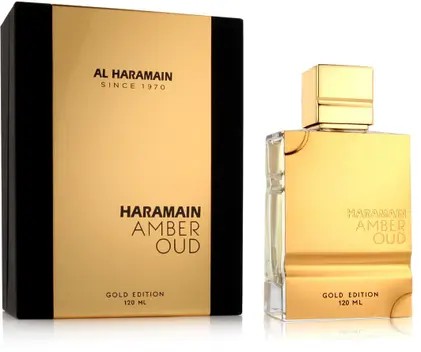 AL HARAMAIN
SINCE 1970
HARAMAIN
AMBER
OUD
GOLD EDITION
120 ML
HARAMAIN
AMBER
OUD
GOLD EDITION
120 ML